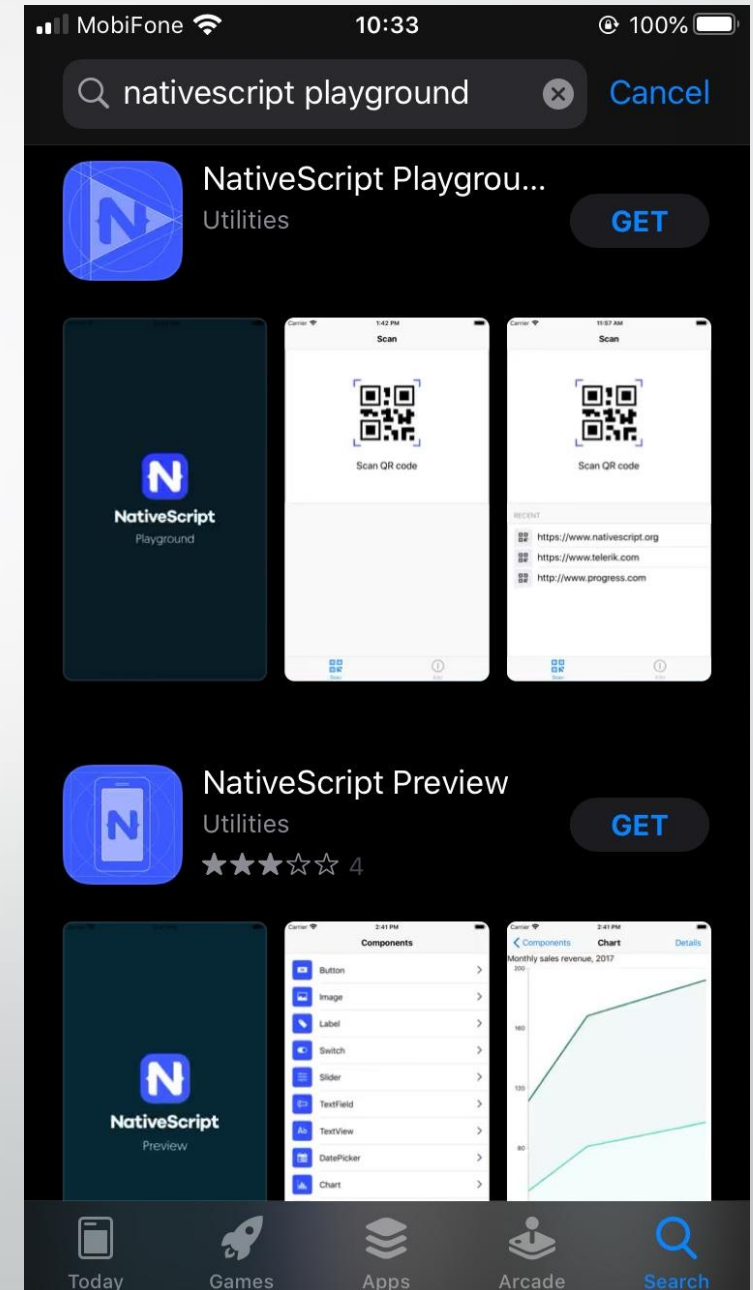 MobiFone 10:33 100%
nativescript playground Cancel
NativeScript Playgrou...
Utilities
GET
N
NativeScript
Playground
Carrier 1:42 PM
Scan
Scan QR code
Scan
Carrier 11:57 AM
Scan
Scan QR code
RECENT
https://www.nativescript.org
https://www.telerik.com
http://www.progress.com
Scan
NativeScript Preview
Utilities
GET
4
N
NativeScript
Preview
Carrier 2:41 PM
Components
Button
Image
Label
Switch
Slider
TextField
Ab TextView
DatePicker
Chart
Carrier 2:41 PM
Components Chart Details
Monthly sales revenue, 2017
200
160
120
80
Today Games Apps Arcade Search